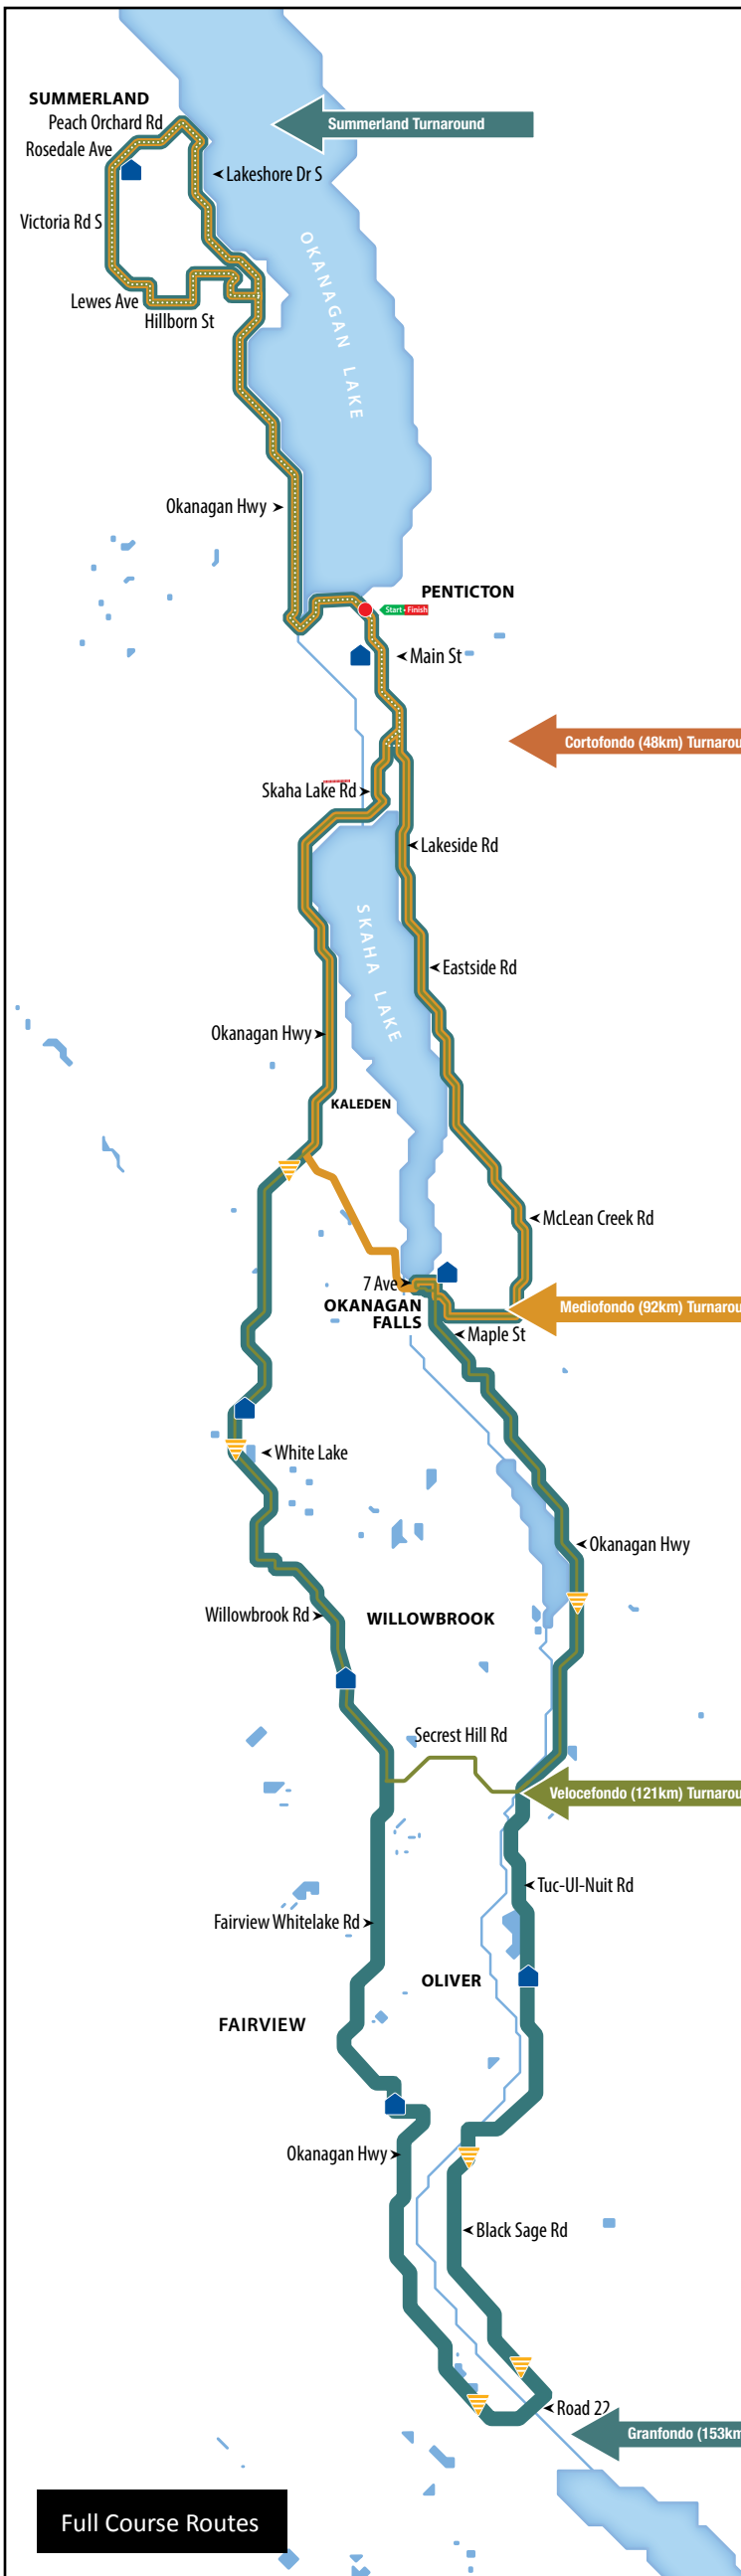 SUMMERLAND
Peach Orchard Rd
Summerland Turnaround
Rosedale Ave
Lakeshore Dr S
Victoria Rd S
OKANAGAN LAKE
Lewes Ave
Hillborn St
Okanagan Hwy
PENTICTON
Start • Finish
Main St
Cortofondo (48km) Turnarou
Skaha Lake Rd
Lakeside Rd
SKAHA LAKE
Eastside Rd
Okanagan Hwy
KALEDEN
McLean Creek Rd
7 Ave
OKANAGAN
FALLS
Mediofondo (92km) Turnarou
Maple St
White Lake
Okanagan Hwy
Willowbrook Rd
WILLOWBROOK
Secrest Hill Rd
Velocefondo (121km) Turnarou
Tuc-Ul-Nuit Rd
Fairview Whitelake Rd
OLIVER
FAIRVIEW
Okanagan Hwy
Black Sage Rd
Road 22
Granfondo (153km
Full Course Routes